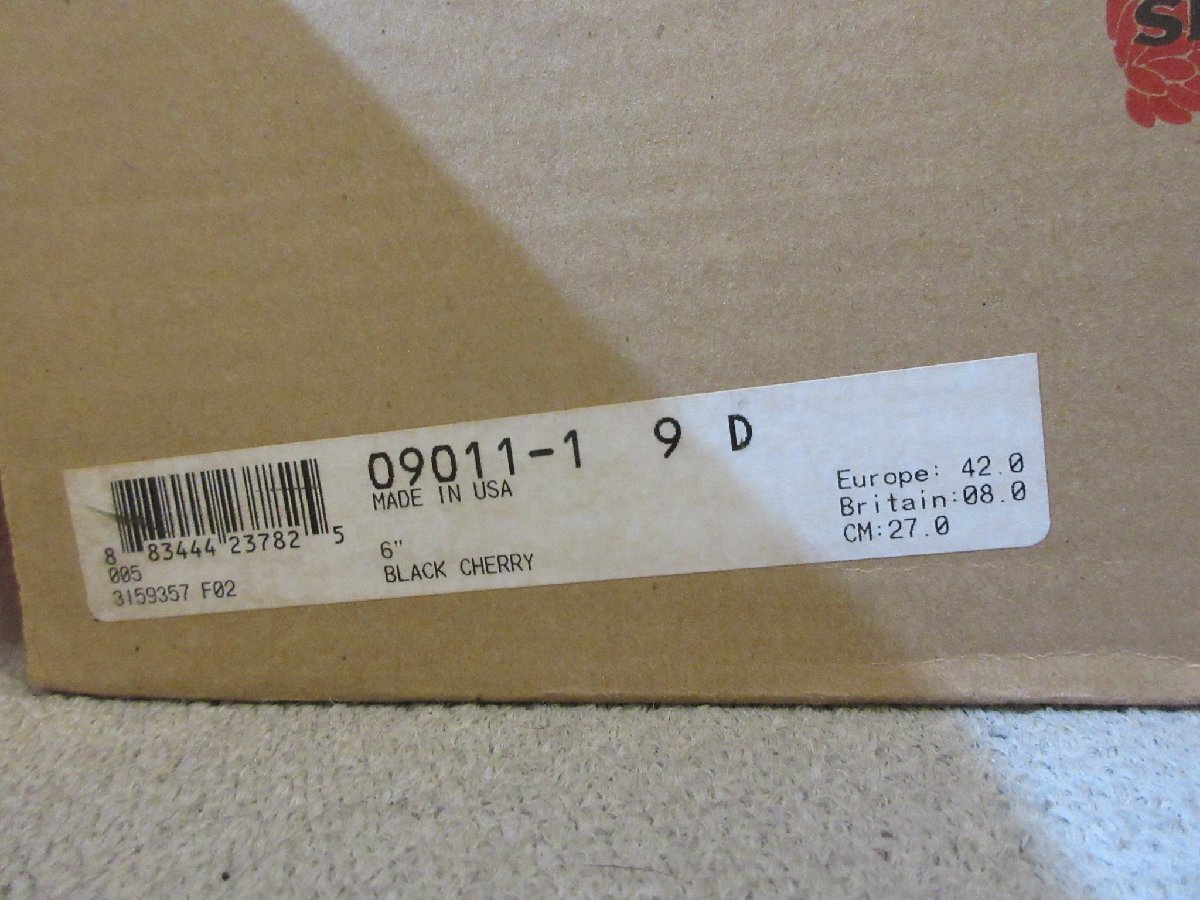 09011-1 9 D
MADE IN USA
6"
BLACK CHERRY
8 83444 23782 5
005
3159357 F02
Europe: 42.0
Britain:08.0
CM:27.0